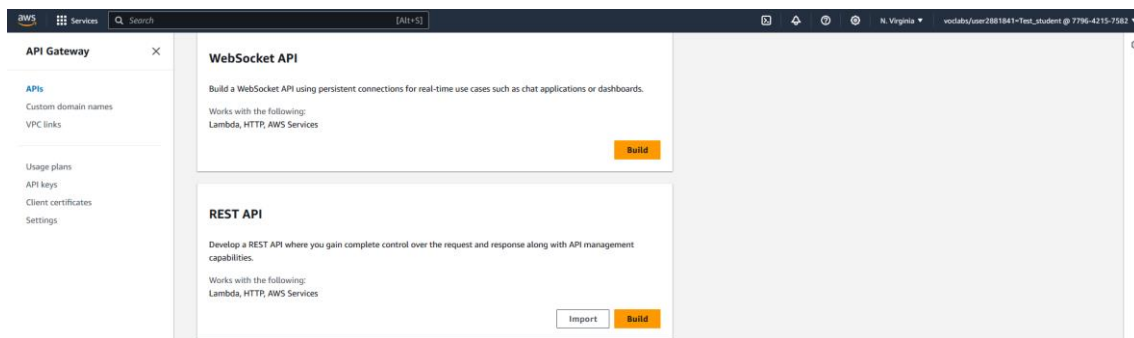 aws Services Search [Alt+S] N. Virginia voclabs/user2881841=Test_student @ 7796-4215-7582
API Gateway
APIs
Custom domain names
VPC links
Usage plans
API keys
Client certificates
Settings
WebSocket API
Build a WebSocket API using persistent connections for real-time use cases such as chat applications or dashboards.
Works with the following:
Lambda, HTTP, AWS Services
Build
REST API
Develop a REST API where you gain complete control over the request and response along with API management
capabilities.
Works with the following:
Lambda, HTTP, AWS Services
Import Build